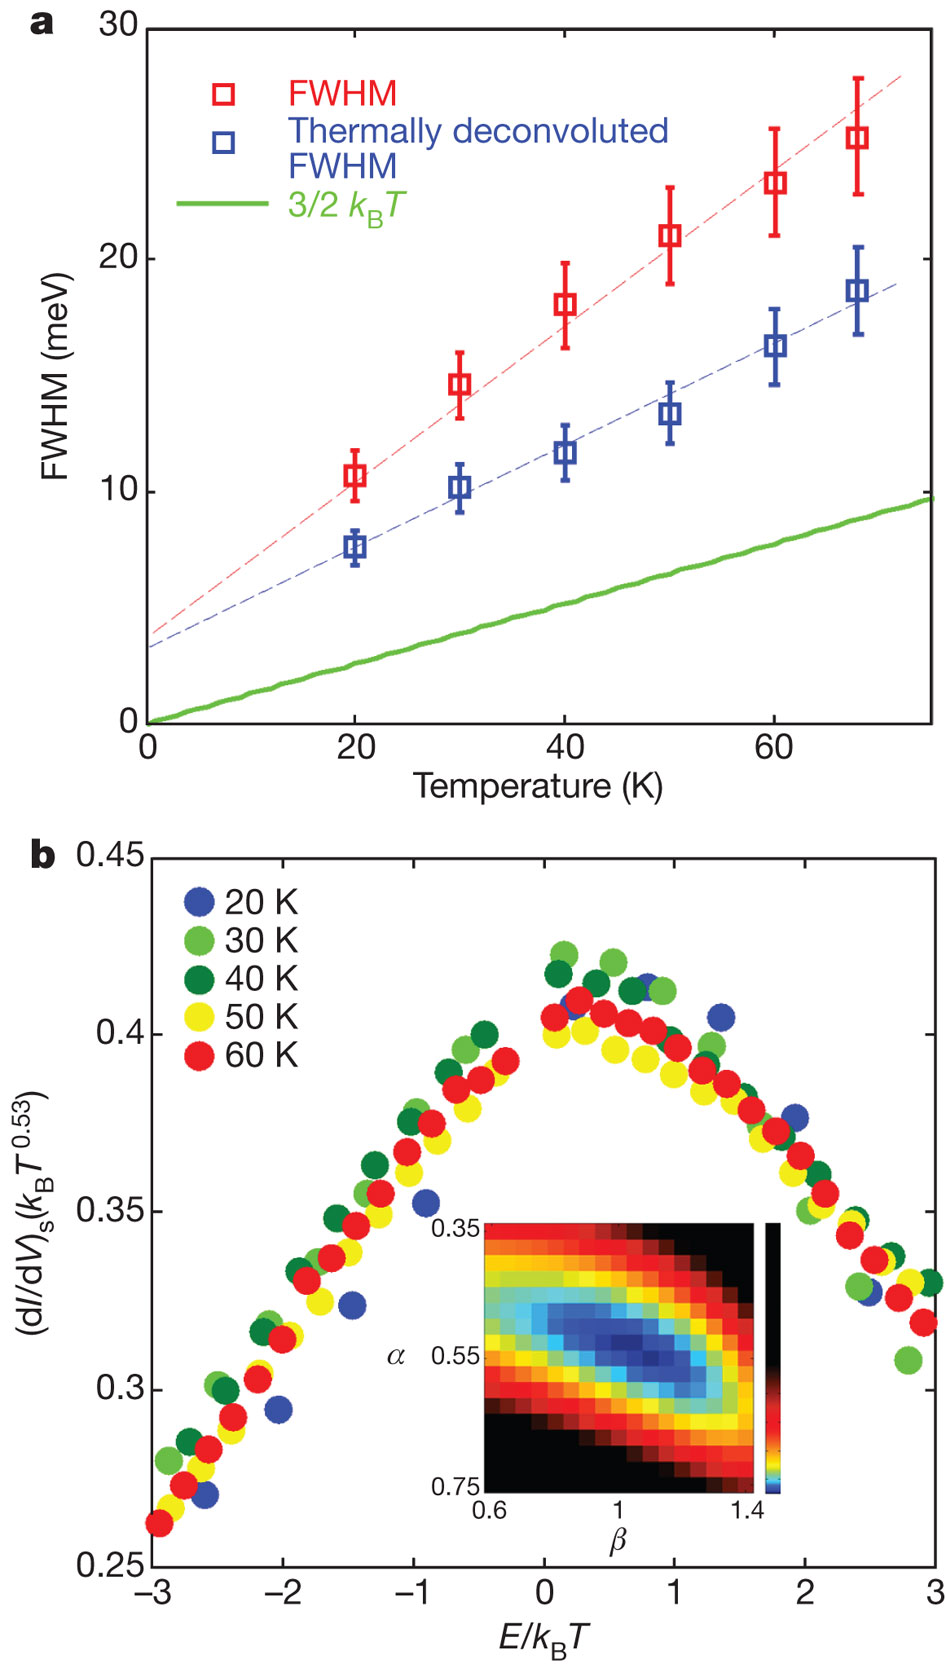 a
30
FWHM
Thermally deconvoluted
FWHM
3/2 kBT
20
FWHM (meV)
10
0
0 20 40 60
Temperature (K)
b
0.45
20 K
30 K
40 K
50 K
60 K
0.4
(dI//dV)s(kBT^0.53)
0.35
0.3
0.25
0.35
α 0.55
0.75
0.6 1 1.4
β
−3 −2 −1 0 1 2 3
E/kBT